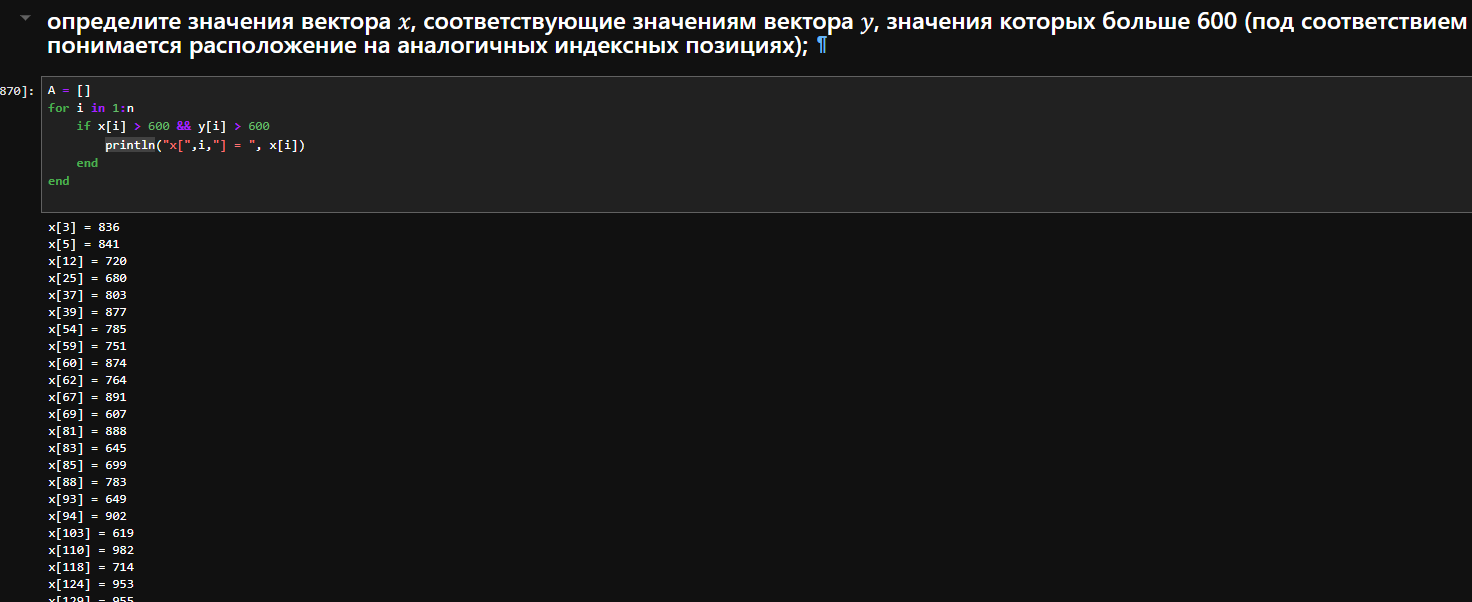 определите значения вектора x, соответствующие значениям вектора y, значения которых больше 600 (под соответствием
понимается расположение на аналогичных индексных позициях); ¶
870]:
A = []
for i in 1:n
    if x[i] > 600 && y[i] > 600
        println("x[",i,"] = ", x[i])
    end
end
x[3] = 836
x[5] = 841
x[12] = 720
x[25] = 680
x[37] = 803
x[39] = 877
x[54] = 785
x[59] = 751
x[60] = 874
x[62] = 764
x[67] = 891
x[69] = 607
x[81] = 888
x[83] = 645
x[85] = 699
x[88] = 783
x[93] = 649
x[94] = 902
x[103] = 619
x[110] = 982
x[118] = 714
x[124] = 953
x[129] = 955